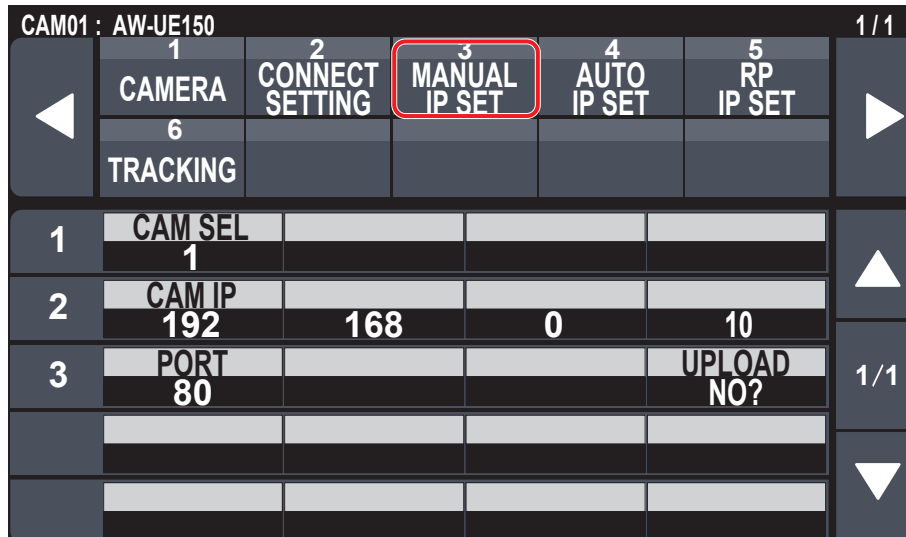 CAM01 : AW-UE150 1 / 1
1 2 3 4 5
CAMERA CONNECT SETTING MANUAL IP SET AUTO IP SET RP IP SET
6
TRACKING
1 CAM SEL
1
2 CAM IP
192 168 0 10
3 PORT UPLOAD
80 NO?
1/1